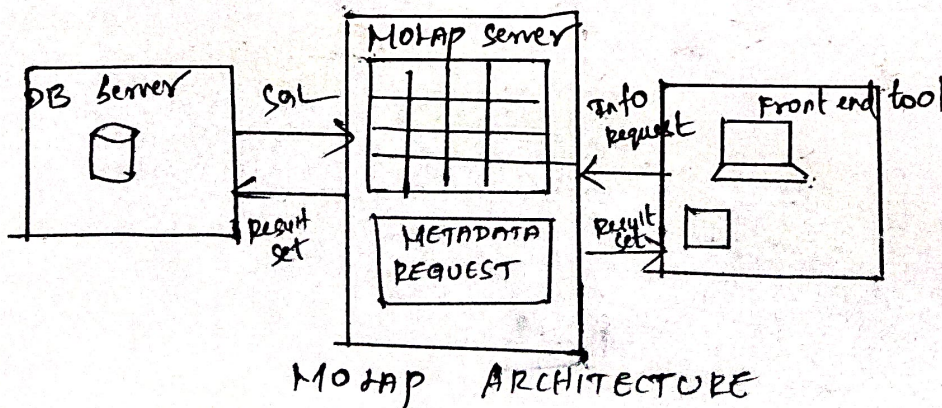 MOLAP Server
DB Server
SQL
Result
set
METADATA
REQUEST
Info
request
Result
set
Front end tool
MOLAP ARCHITECTURE